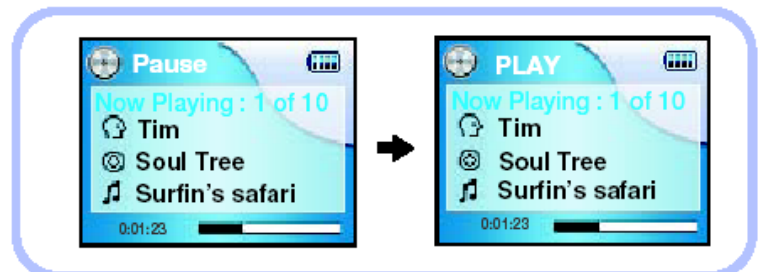 Pause
Now Playing : 1 of 10
Tim
Soul Tree
Surfin's safari
0:01:23
PLAY
Now Playing : 1 of 10
Tim
Soul Tree
Surfin's safari
0:01:23